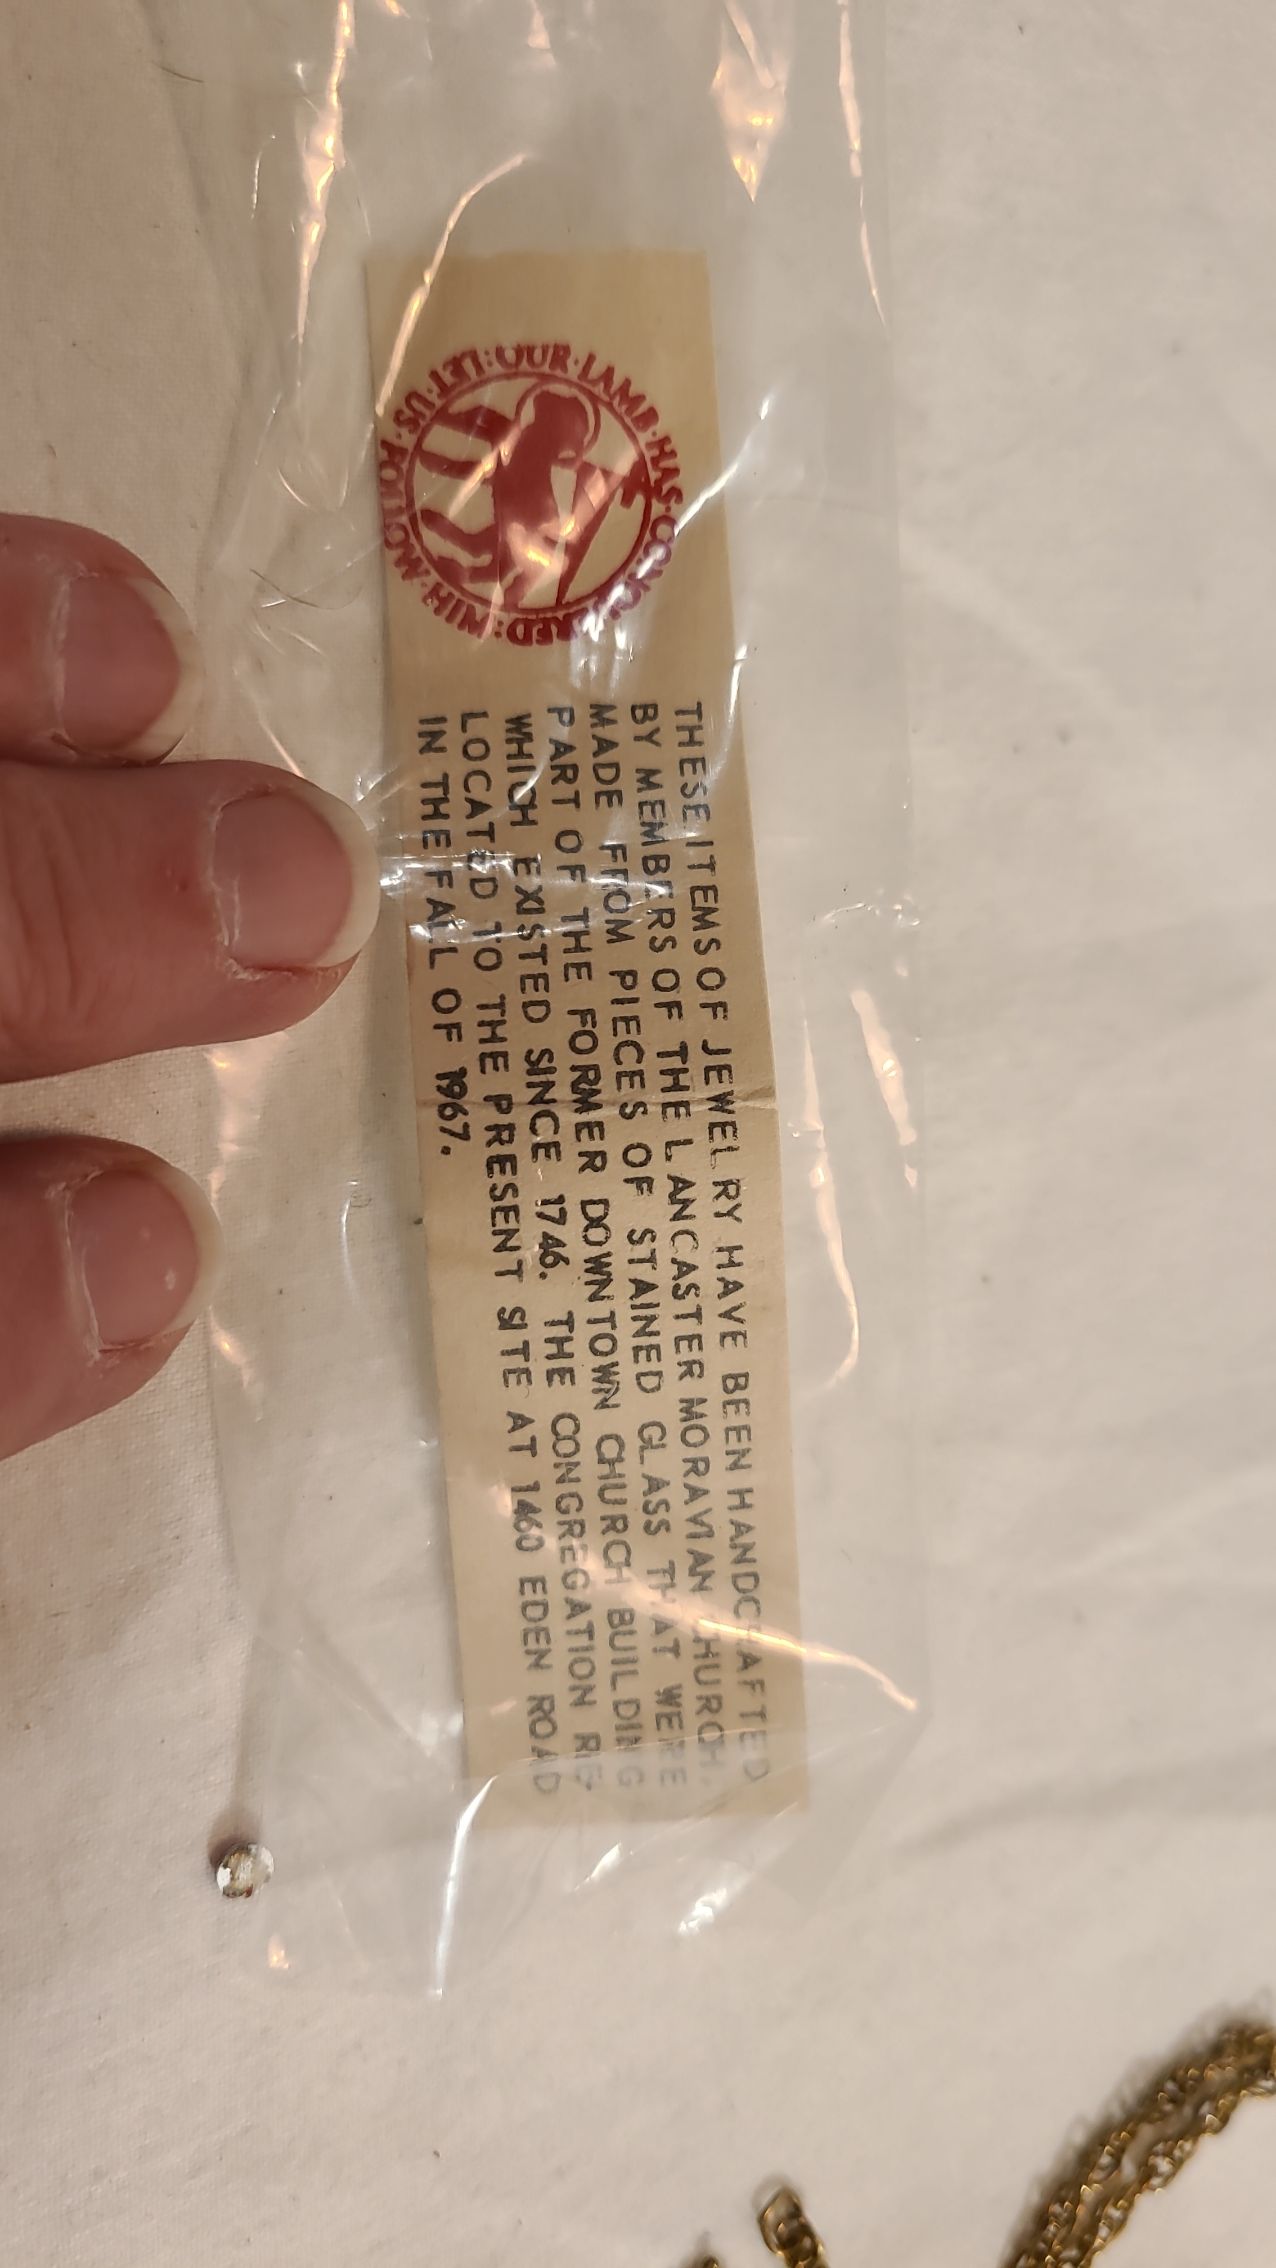 OUR·LAMB·HAS·CONQUERED:
HIM·FOLLOW
LET·US
THESE ITEMS OF JEWELRY HAVE BEEN HANDCRAFTED
BY MEMBERS OF THE LANCASTER MORAVIAN CHURCH.
MADE FROM PIECES OF STAINED GLASS THAT WERE
PART OF THE FORMER DOWNTOWN CHURCH BUILDING
WHICH EXISTED SINCE 1746. THE CONGREGATION RE-
LOCATED TO THE PRESENT SITE AT 1460 EDEN ROAD
IN THE FALL OF 1967.